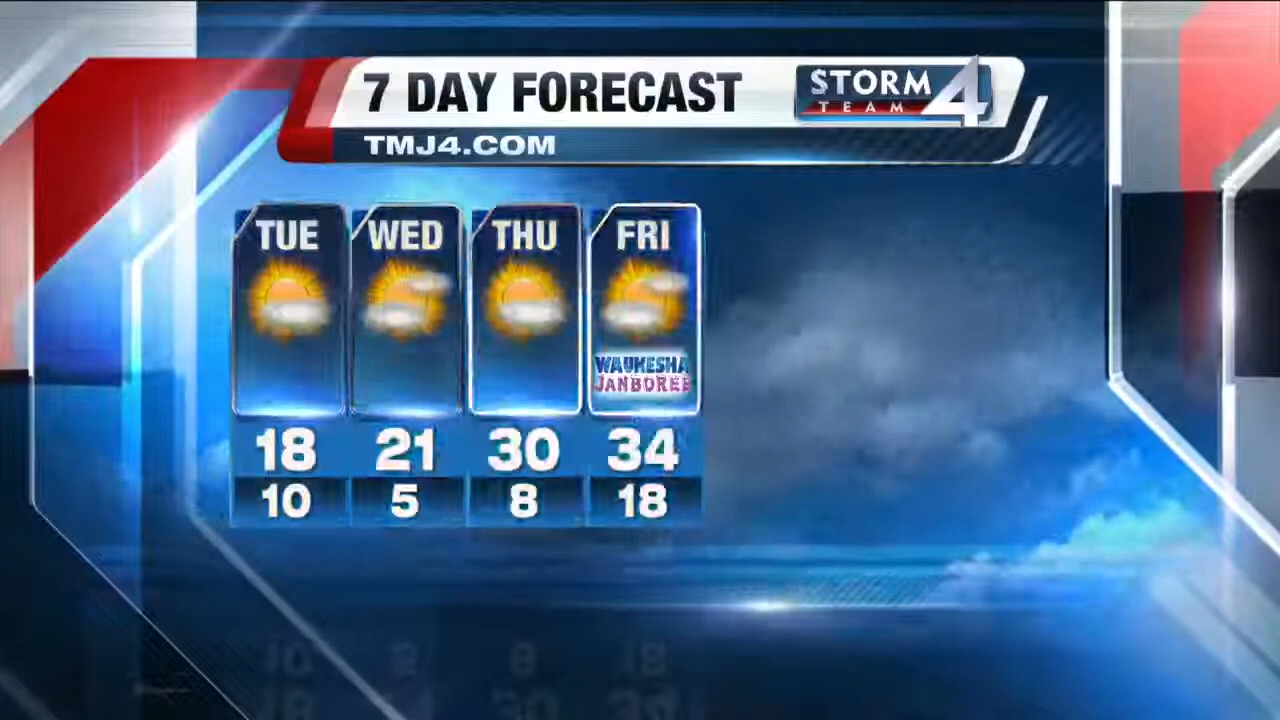 7 DAY FORECAST
STORM
TEAM 4
TMJ4.COM
TUE WED THU FRI
WAUKESHA
JANBOREE
18 21 30 34
10 5 8 18